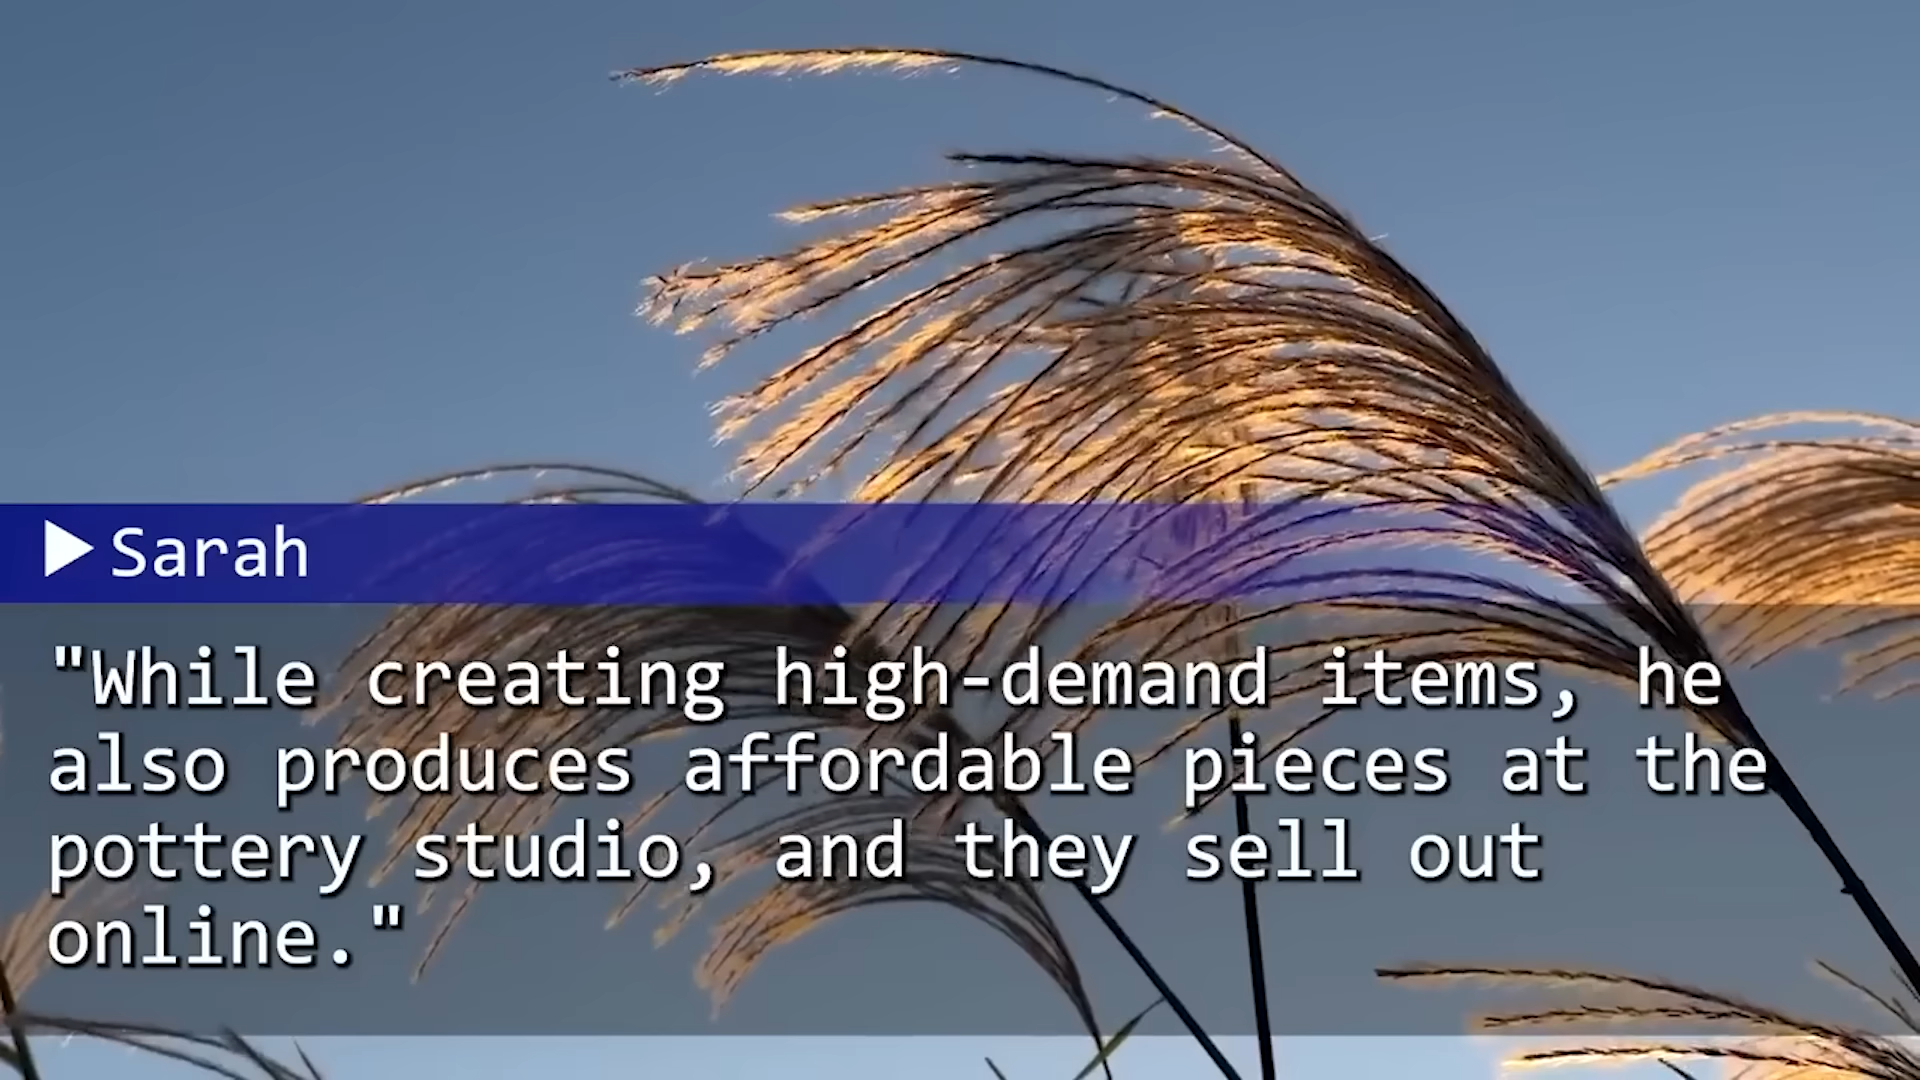 ▶Sarah
"While creating high-demand items, he
also produces affordable pieces at the
pottery studio, and they sell out
online."